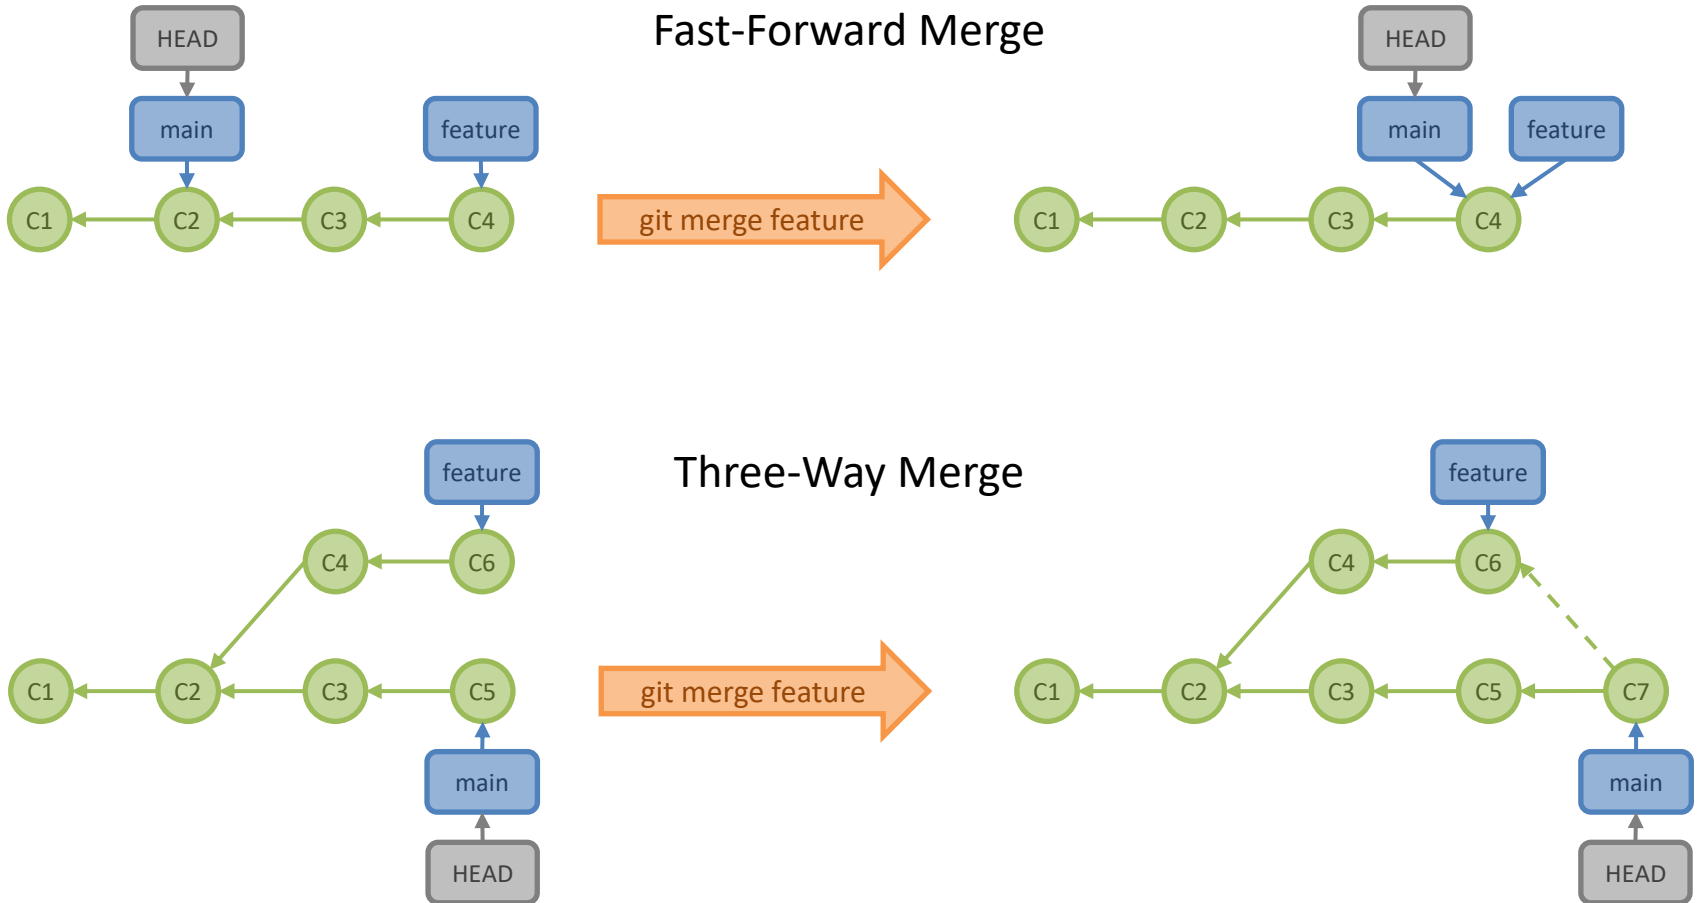 Fast-Forward Merge
HEAD
main
feature
C1
C2
C3
C4
git merge feature
HEAD
main
feature
C1
C2
C3
C4
Three-Way Merge
feature
C4
C6
C1
C2
C3
C5
main
HEAD
git merge feature
feature
C4
C6
C1
C2
C3
C5
C7
main
HEAD